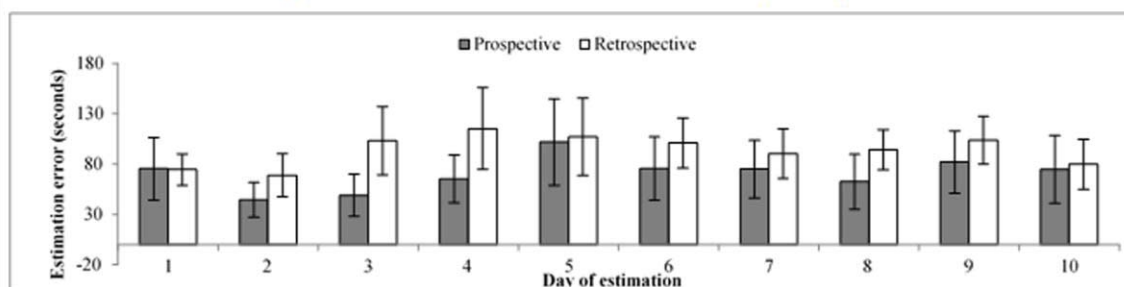 Prospective Retrospective
Estimation error (seconds)
180
130
80
30
-20
1 2 3 4 5 6 7 8 9 10
Day of estimation